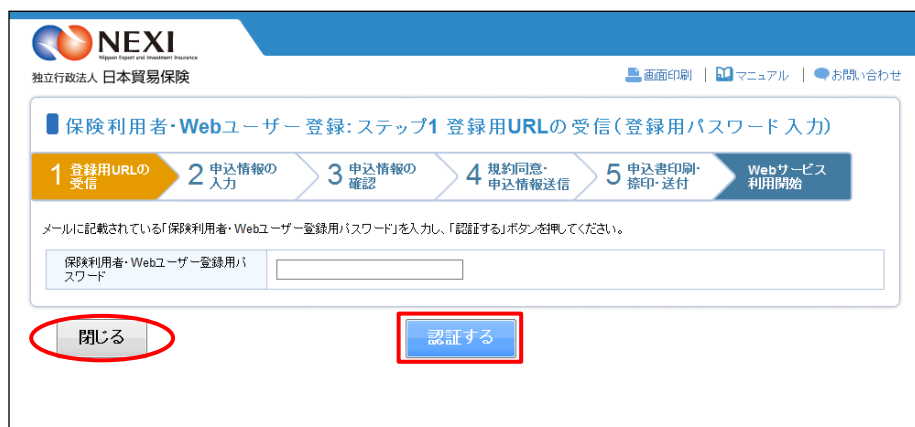 NEXI
Nippon Export and Investment Insurance
独立行政法人 日本貿易保険
画面印刷 | マニュアル | お問い合わせ
保険利用者・Webユーザー登録：ステップ1 登録用URLの受信（登録用パスワード入力）
1 登録用URLの
受信
2 申込情報の
入力
3 申込情報の
確認
4 規約同意・
申込情報送信
5 申込書印刷・
捺印・送付
Webサービス
利用開始
メールに記載されている「保険利用者・Webユーザー登録用パスワード」を入力し、「認証する」ボタンを押してください。
保険利用者・Webユーザー登録用パ
スワード
閉じる
認証する